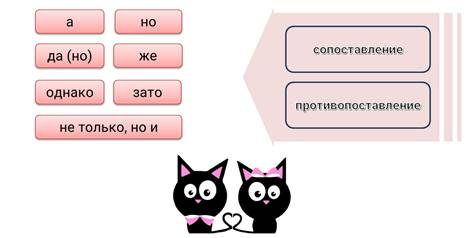 а но
да (но) же
однако зато
не только, но и
сопоставление
противопоставление